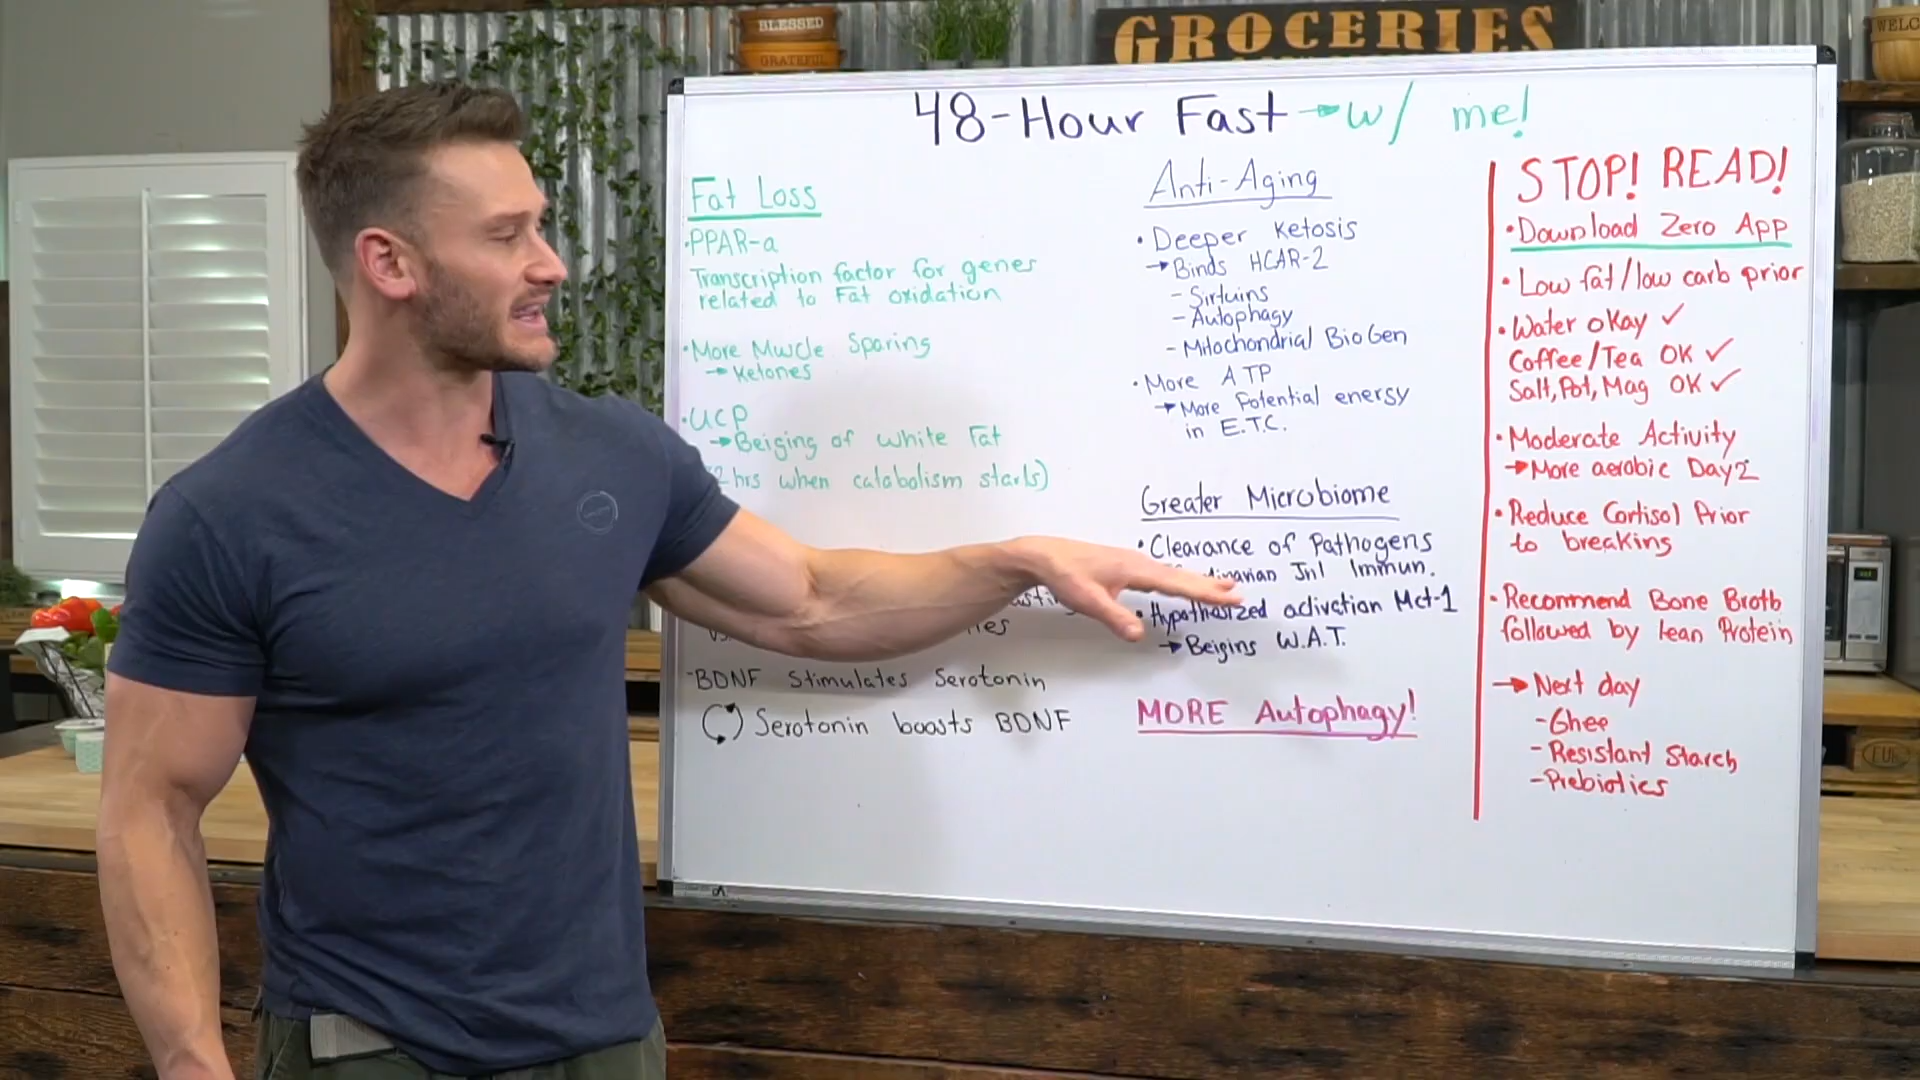 BLESSED
GRATEFUL
GROCERIES
WELC
48-Hour Fast → w/ me!
Fat Loss
•PPAR-a
Transcription factor for genes
related to Fat oxidation
•More Muscle Sparing
→ Ketones
•UCP
→ Beiging of white Fat
2 hrs when catabolism starts)
-BDNF Stimulates Serotonin
Serotonin boosts BDNF
Anti-Aging
• Deeper Ketosis
→ Binds HCAR-2
- Sirtuins
- Autophagy
- Mitochondrial BioGen
• More ATP
→ More Potential energy
in E.T.C.
Greater Microbiome
• Clearance of Pathogens
Jnl Immun.
• Hypothesized activation Mct-1
→ Beigins W.A.T.
MORE Autophagy!
STOP! READ!
• Download Zero App
• Low fat/low carb prior
• Water okay ✓
Coffee/Tea OK ✓
Salt, Pot, Mag OK ✓
• Moderate Activity
→ More aerobic Day 2
• Reduce Cortisol Prior
to breaking
• Recommend Bone Broth
followed by lean Protein
→ Next day
- Ghee
- Resistant Starch
- Prebiotics